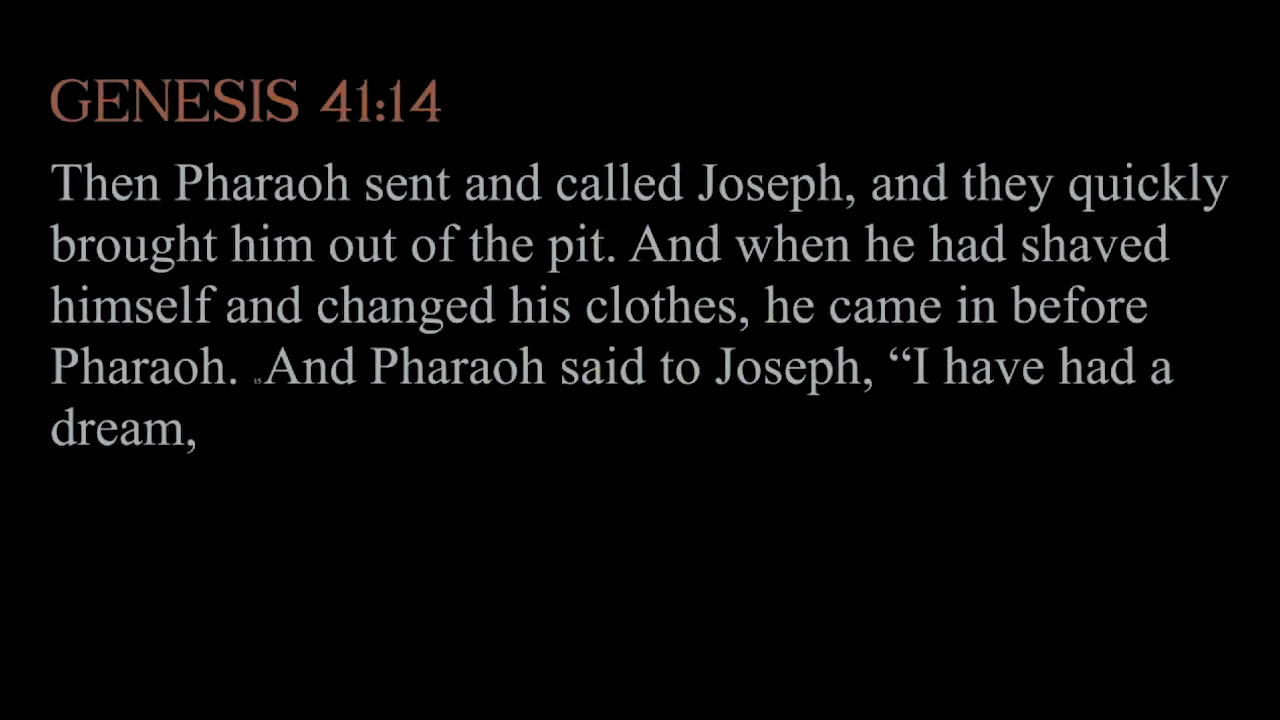 GENESIS 41:14
Then Pharaoh sent and called Joseph, and they quickly
brought him out of the pit. And when he had shaved
himself and changed his clothes, he came in before
Pharaoh. 15 And Pharaoh said to Joseph, “I have had a
dream,